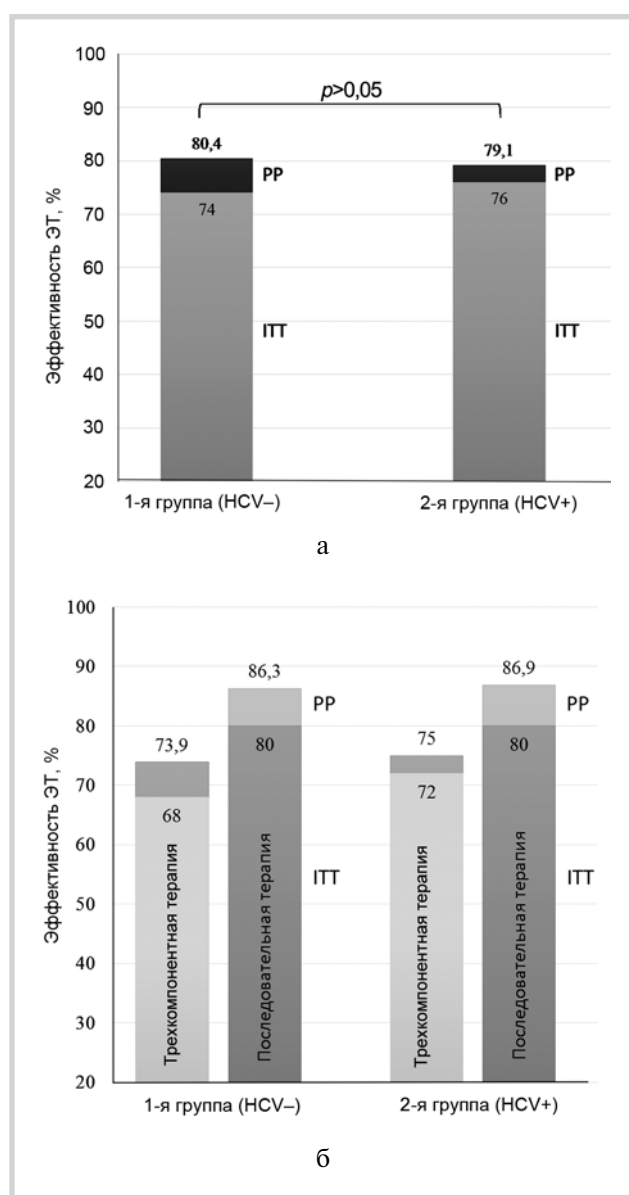 100
90
80
70
60
50
40
30
20
Эффективность ЭТ, %
p>0,05
80,4
PP
74
ITT
79,1
PP
76
ITT
1-я группа (HCV–)
2-я группа (HCV+)
а
100
90
80
70
60
50
40
30
20
Эффективность ЭТ, %
73,9
68
Трехкомпонентная терапия
86,3
80
Последовательная терапия
PP
ITT
75
72
Трехкомпонентная терапия
86,9
80
Последовательная терапия
PP
ITT
1-я группа (HCV–)
2-я группа (HCV+)
б